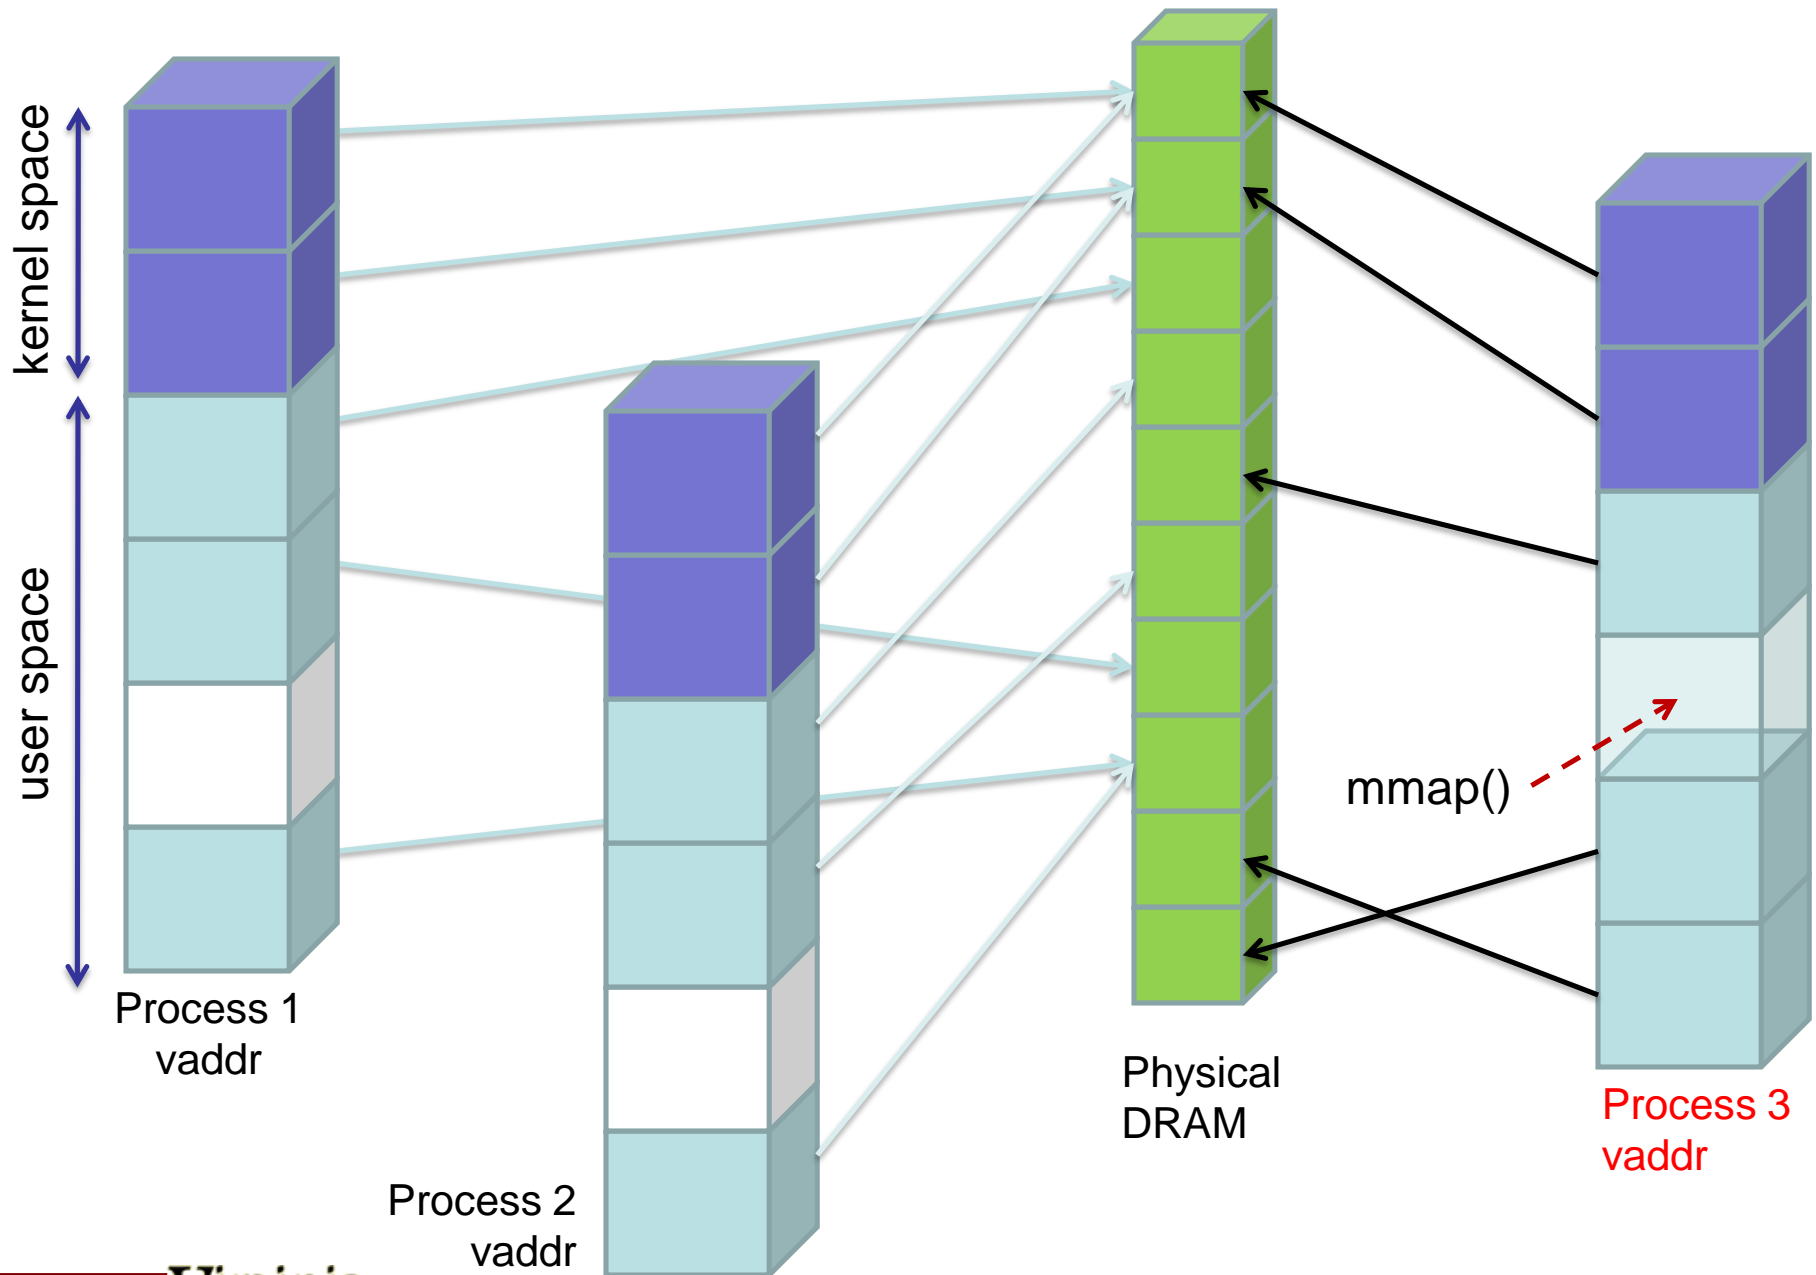 kernel space
user space
Process 1
vaddr
Process 2
vaddr
Physical
DRAM
mmap()
Process 3
vaddr